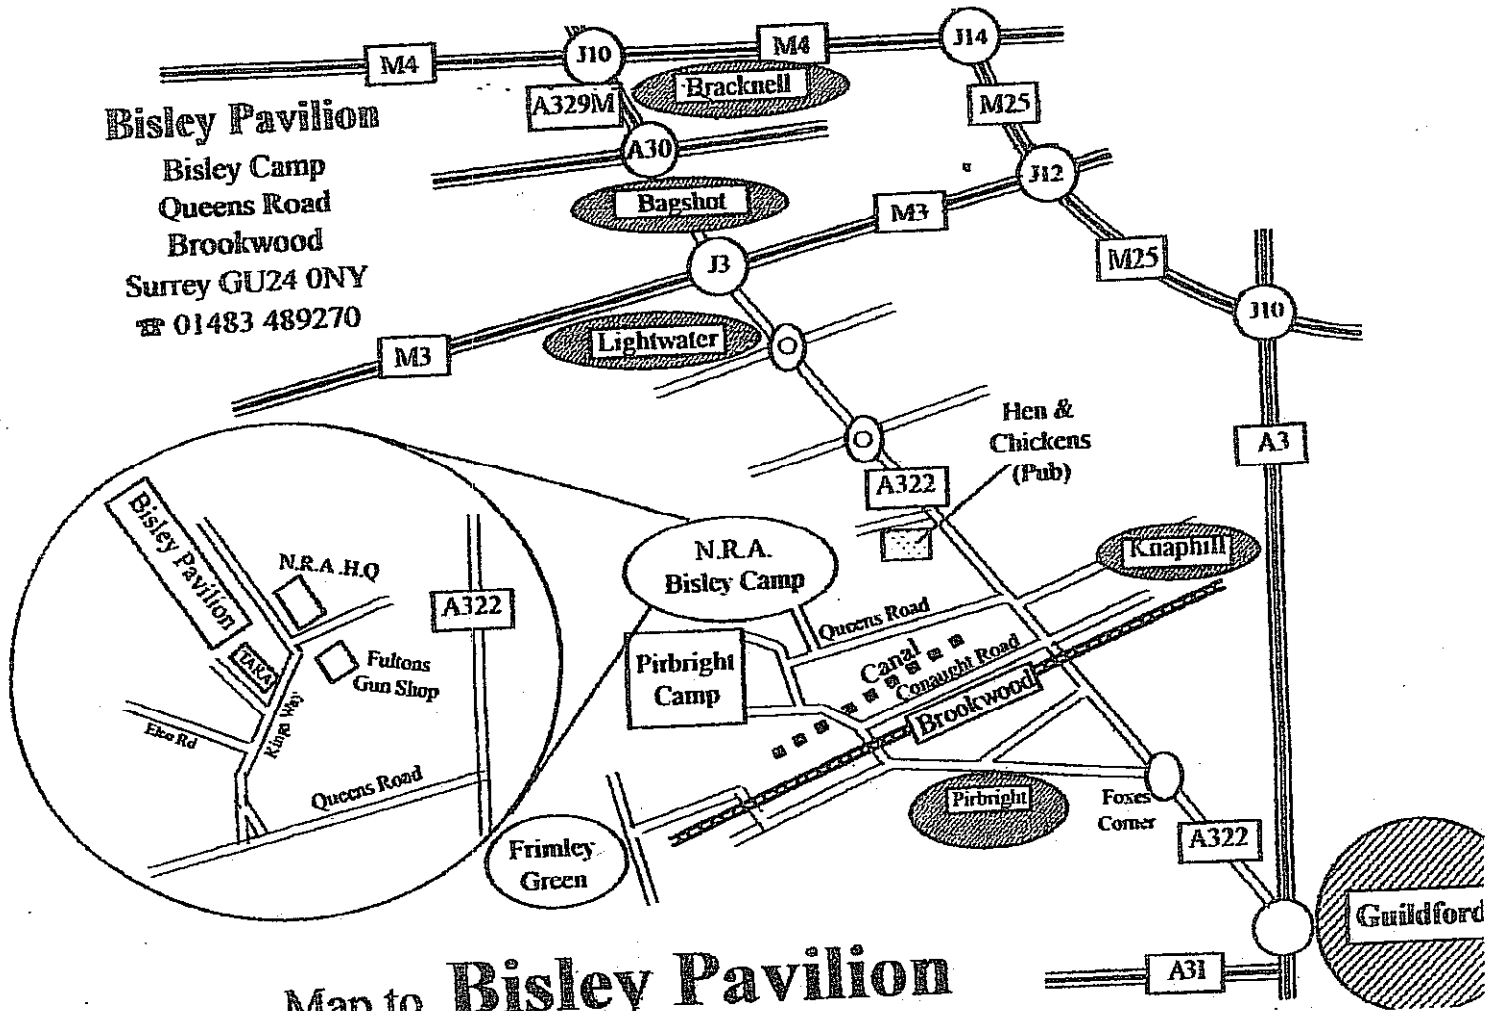 M4
J10
M4
J14
A329M
Bracknell
M25
Bisley Pavilion
Bisley Camp
Queens Road
Brookwood
Surrey GU24 0NY
☎ 01483 489270
A30
J12
Bagshot
M3
J3
M25
J10
Lightwater
M3
Hen &
Chickens
(Pub)
A3
A322
Bisley Pavilion
N.R.A.H.Q
A322
TAKA
Fultons
Gun Shop
Kings Way
Queens Road
N.R.A.
Bisley Camp
Knaphill
Queens Road
Pirbright
Camp
Canal
Conaught Road
Brookwood
Pirbright
Foxes
Corner
A322
Frimley
Green
Guildford
A31
Map to Bisley Pavilion